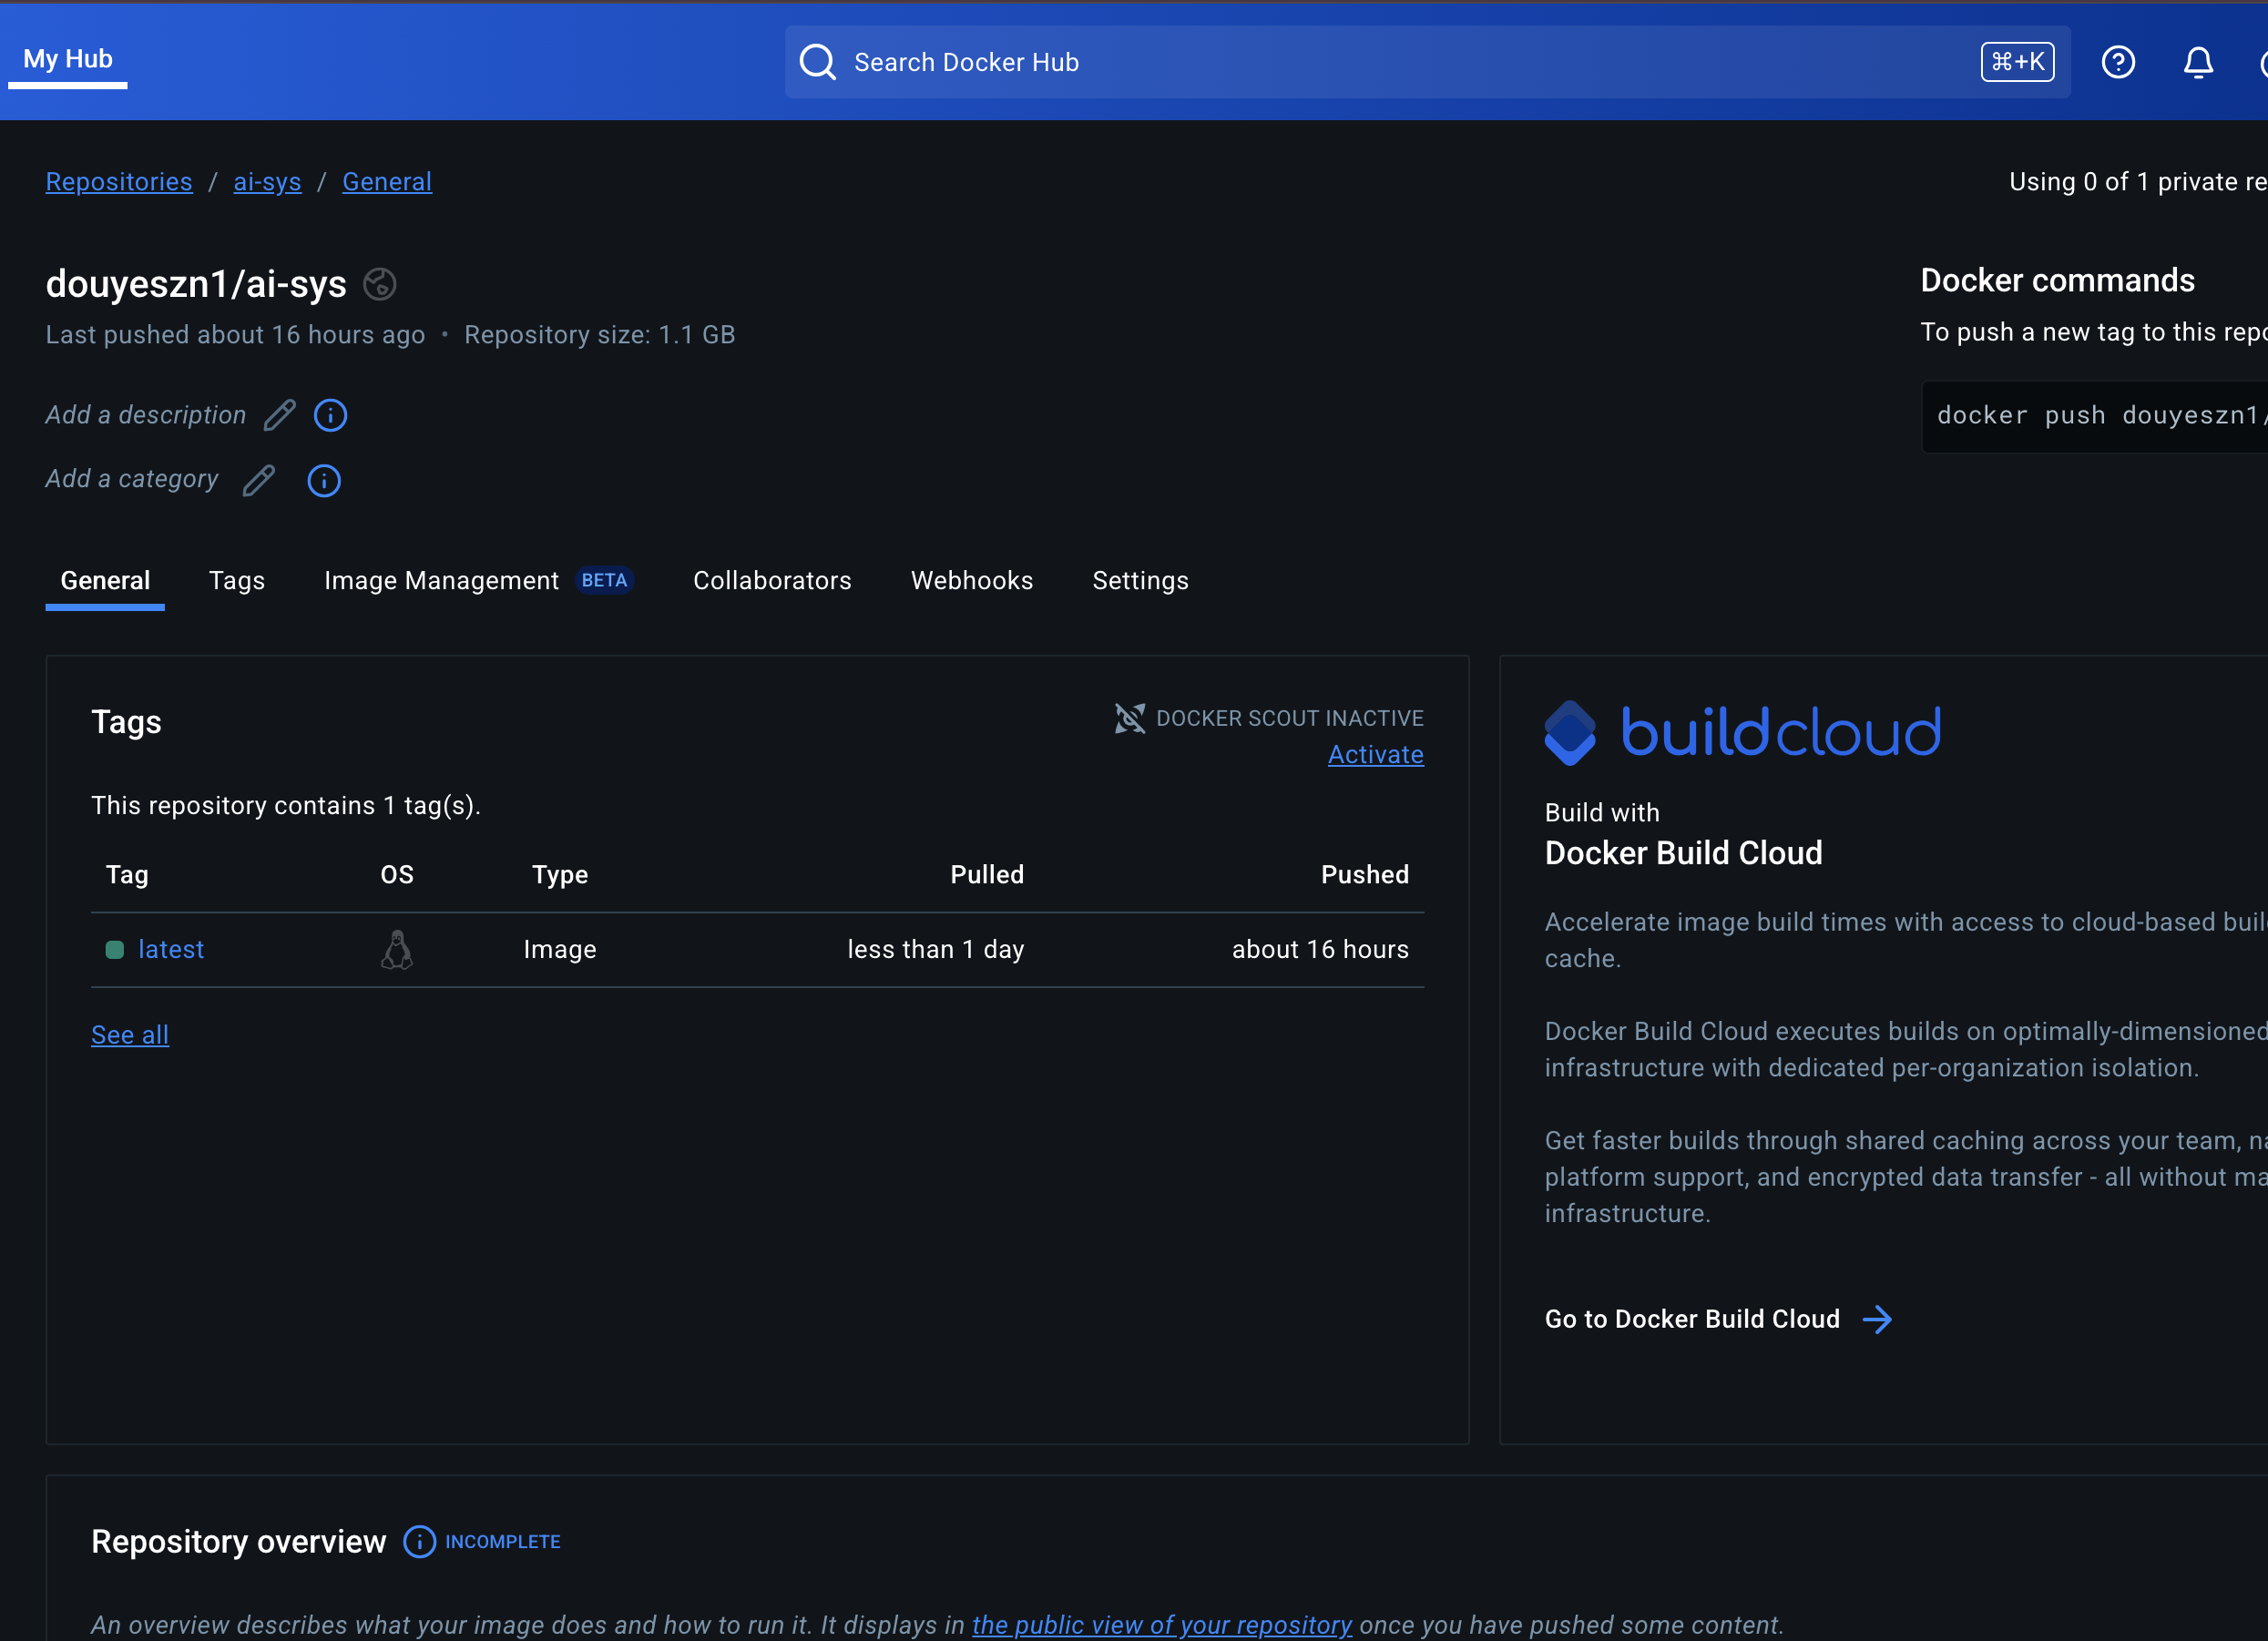 My Hub
Search Docker Hub
⌘+K
Repositories / ai-sys / General
Using 0 of 1 private
douyeszn1/ai-sys
Last pushed about 16 hours ago • Repository size: 1.1 GB
Add a description
Add a category
Docker commands
To push a new tag to this
docker push douyeszn1/
General
Tags
Image Management BETA
Collaborators
Webhooks
Settings
Tags
DOCKER SCOUT INACTIVE
Activate
This repository contains 1 tag(s).
Tag OS Type Pulled Pushed
latest Image less than 1 day about 16 hours
See all
buildcloud
Build with
Docker Build Cloud
Accelerate image build times with access to cloud-based
cache.
Docker Build Cloud executes builds on optimally-dimensioned
infrastructure with dedicated per-organization isolation.
Get faster builds through shared caching across your team,
platform support, and encrypted data transfer - all without
infrastructure.
Go to Docker Build Cloud
Repository overview INCOMPLETE
An overview describes what your image does and how to run it. It displays in the public view of your repository once you have pushed some content.